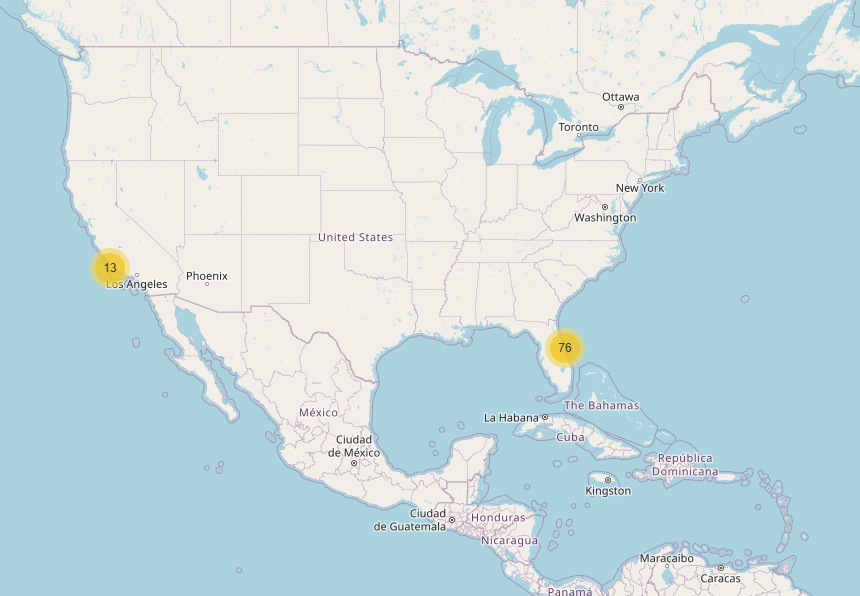 Ottawa
Toronto
New York
Washington
United States
13
Los Angeles
Phoenix
76
The Bahamas
México
La Habana
Cuba
Ciudad
de México
República
Dominicana
Kingston
Ciudad
de Guatemala
Honduras
Nicaragua
Maracaibo
Caracas
Panamá